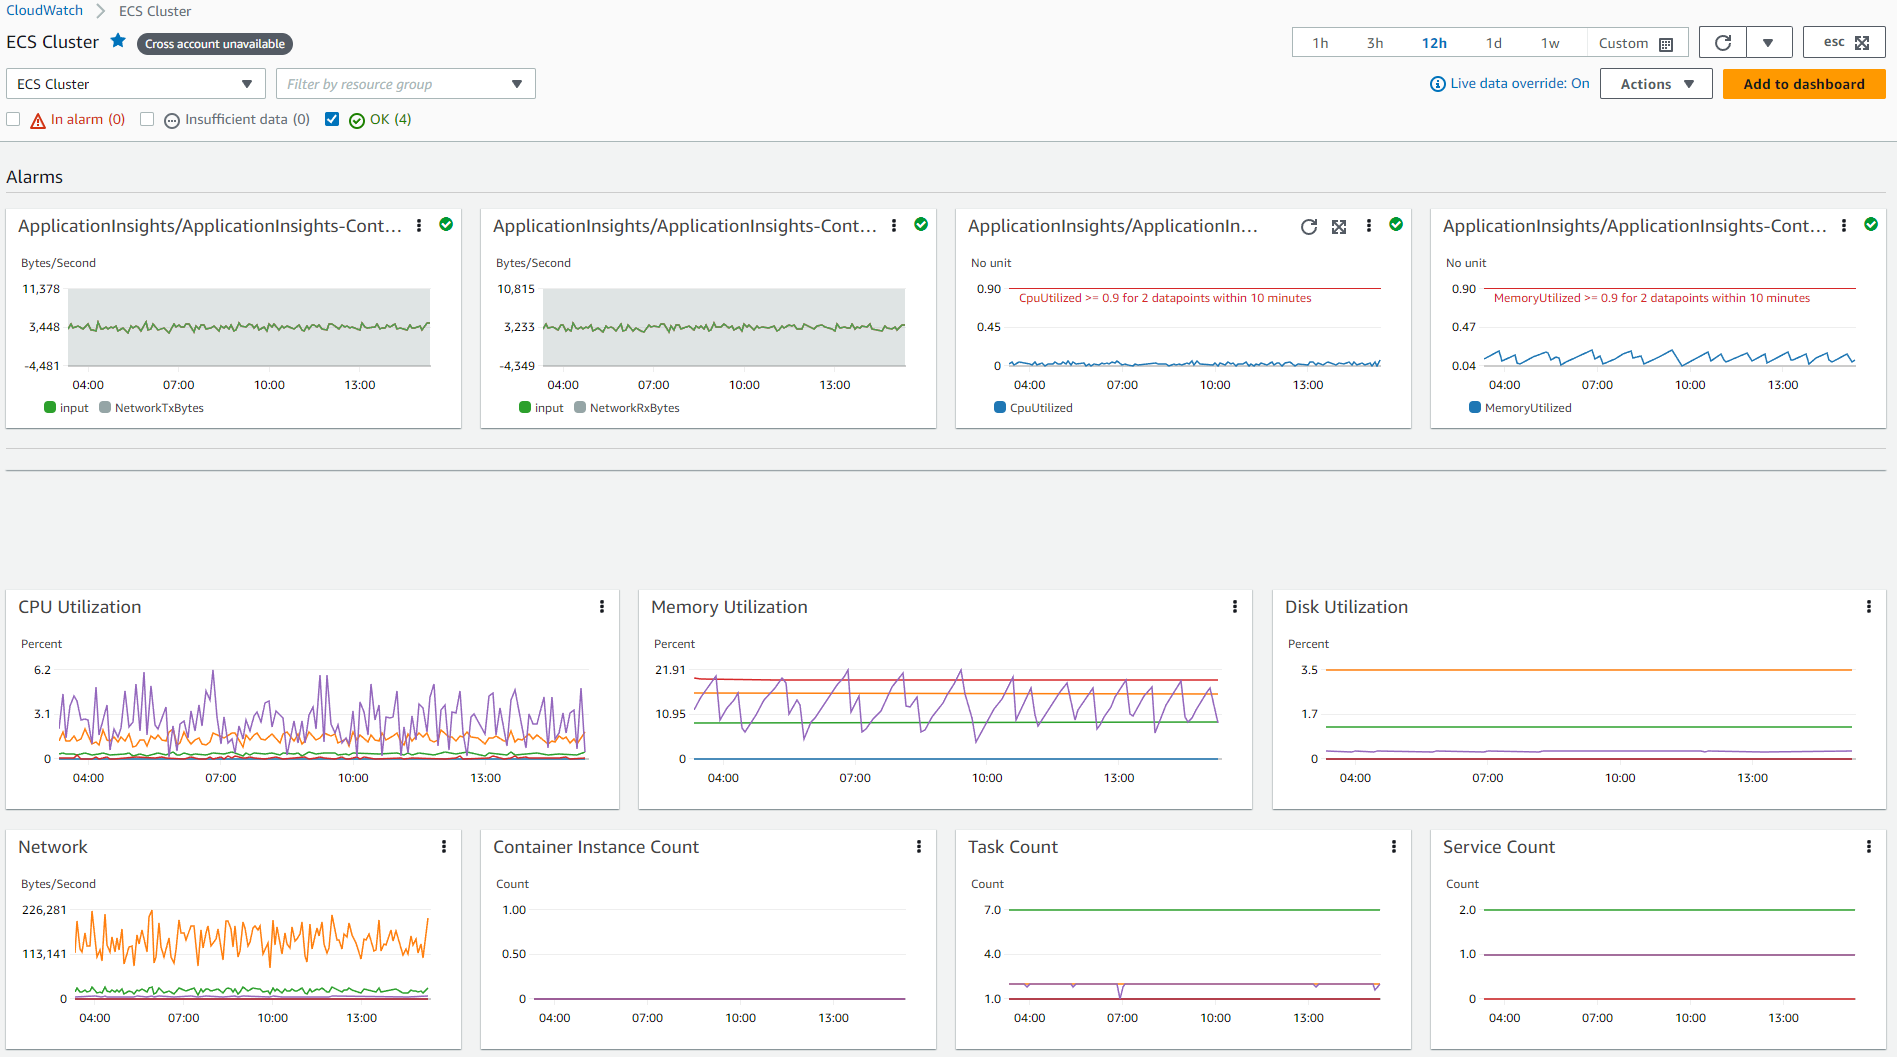 CloudWatch > ECS Cluster
ECS Cluster Cross account unavailable
1h 3h 12h 1d 1w Custom esc
ECS Cluster Filter by resource group
Live data override: On Actions Add to dashboard
In alarm (0) Insufficient data (0) OK (4)
Alarms
ApplicationInsights/ApplicationInsights-Cont...
Bytes/Second
11,378
3,448
-4,481
04:00 07:00 10:00 13:00
input NetworkTxBytes
ApplicationInsights/ApplicationInsights-Cont...
Bytes/Second
10,815
3,233
-4,349
04:00 07:00 10:00 13:00
input NetworkRxBytes
ApplicationInsights/ApplicationIn...
No unit
0.90
CpuUtilized >= 0.9 for 2 datapoints within 10 minutes
0.45
0
04:00 07:00 10:00 13:00
CpuUtilized
ApplicationInsights/ApplicationInsights-Cont...
No unit
0.90
MemoryUtilized >= 0.9 for 2 datapoints within 10 minutes
0.47
0.04
04:00 07:00 10:00 13:00
MemoryUtilized
CPU Utilization
Percent
6.2
3.1
0
04:00 07:00 10:00 13:00
Memory Utilization
Percent
21.91
10.95
0
04:00 07:00 10:00 13:00
Disk Utilization
Percent
3.5
1.7
0
04:00 07:00 10:00 13:00
Network
Bytes/Second
226,281
113,141
0
04:00 07:00 10:00 13:00
Container Instance Count
Count
1.00
0.50
0
04:00 07:00 10:00 13:00
Task Count
Count
7.0
4.0
1.0
04:00 07:00 10:00 13:00
Service Count
Count
2.0
1.0
0
04:00 07:00 10:00 13:00